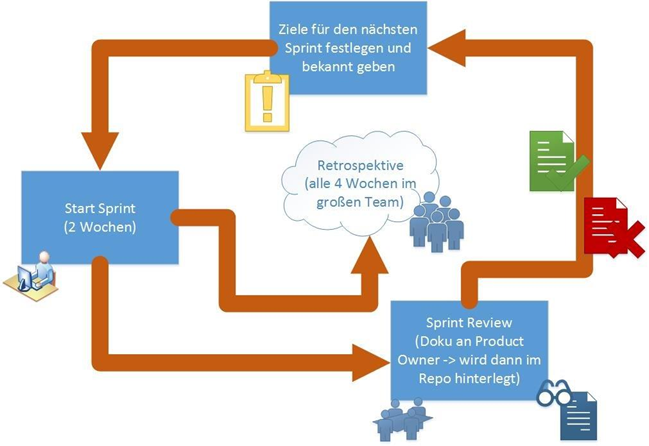 Ziele für den nächsten
Sprint festlegen und
bekannt geben
Retrospektive
(alle 4 Wochen im
großen Team)
Start Sprint
(2 Wochen)
Sprint Review
(Doku an Product
Owner -> wird dann im
Repo hinterlegt)